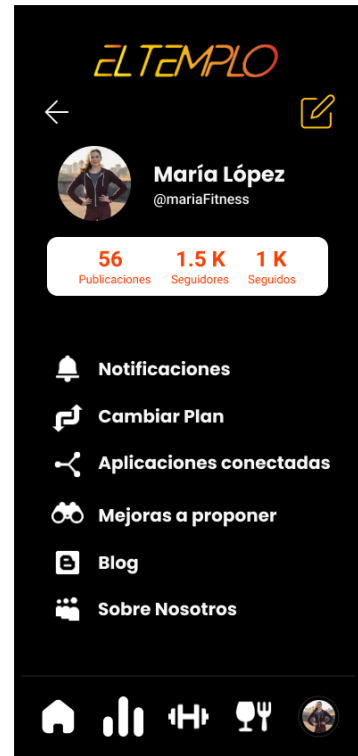 EL TEMPLO
María López
@mariaFitness
56 1.5 K 1 K
Publicaciones Seguidores Seguidos
Notificaciones
Cambiar Plan
Aplicaciones conectadas
Mejoras a proponer
Blog
Sobre Nosotros